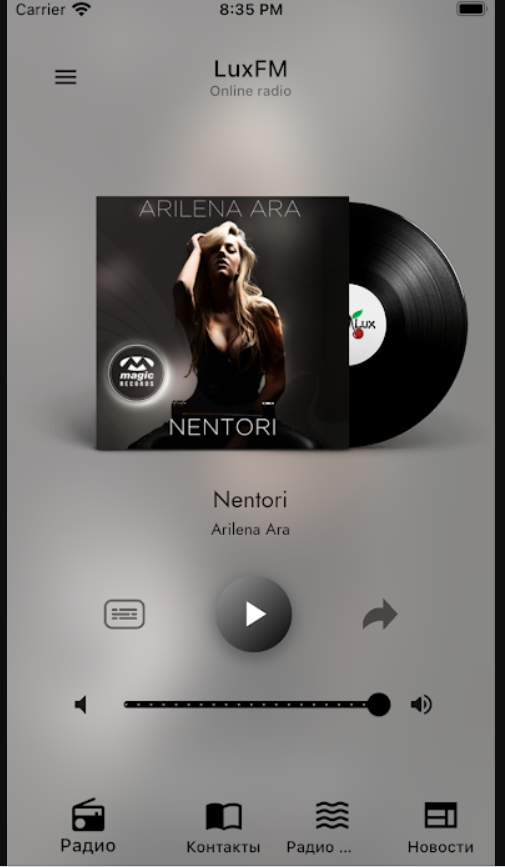 Carrier 8:35 PM
LuxFM
Online radio
ARILENA ARA
Lux
magic
RECORDS
NENTORI
Nentori
Arilena Ara
Радио Контакты Радио ... Новости